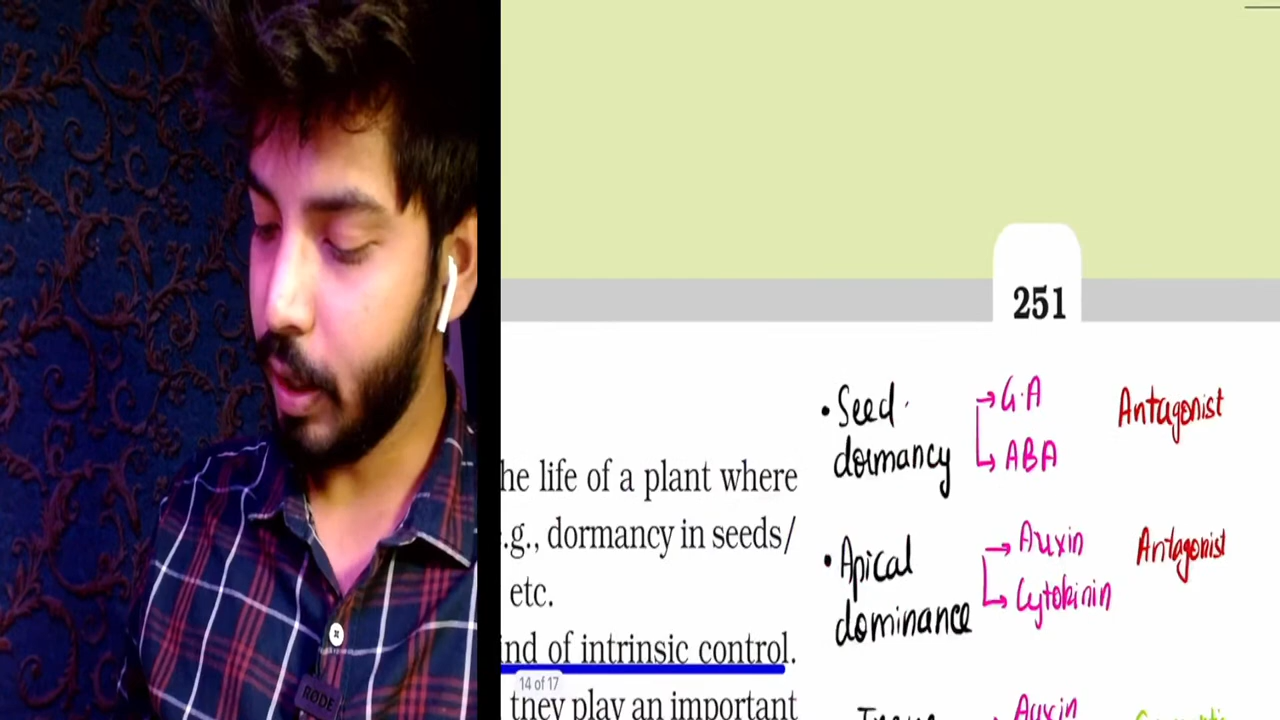 251
he life of a plant where
.g., dormancy in seeds/
etc.
ind of intrinsic control.
14 of 17
they play an important
• Seed
dormancy
→ G.A
→ ABA
Antagonist
• Apical
dominance
→ Auxin
→ Cytokinin
Antagonist
Auxin
RØDE